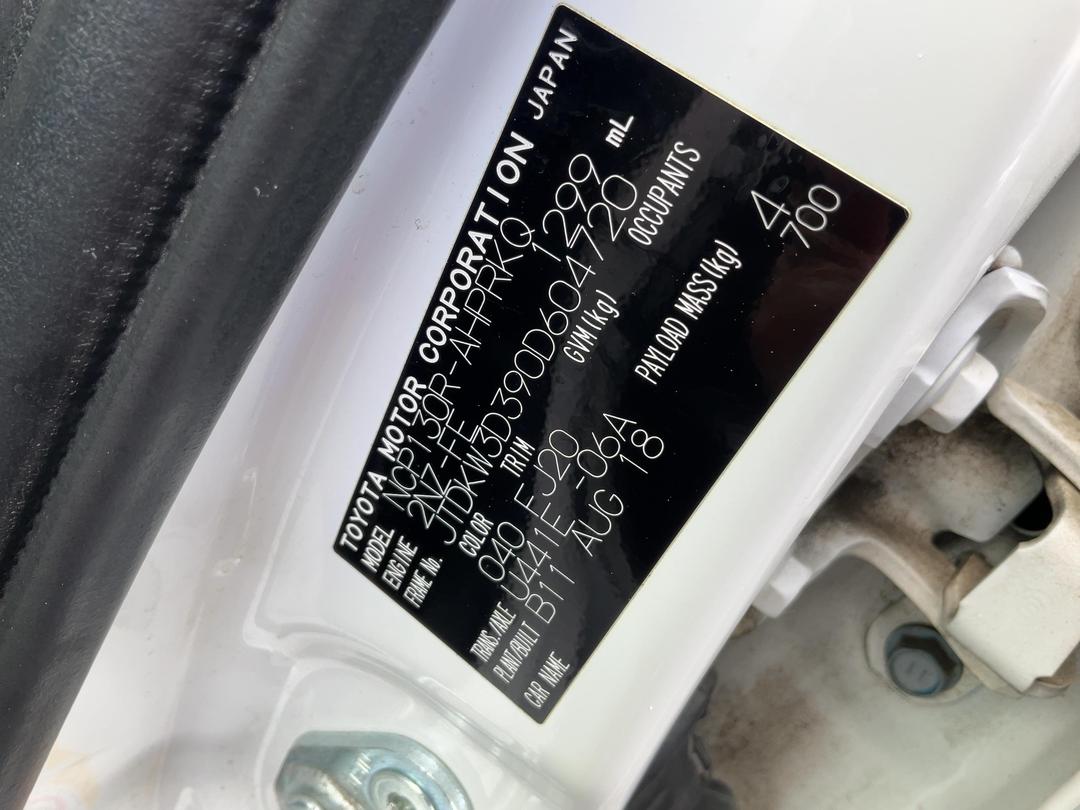 TOYOTA MOTOR CORPORATION JAPAN
MODEL NCP130R-AHPRKQ
ENGINE 2NZ-FE 1299 mL
FRAME No. JTDKW3D390D604720
COLOR TRIM GVM(kg) OCCUPANTS
040 FJ20 4
TRANS./AXLE U441E -06A PAYLOAD MASS(kg) 700
PLANT/BUILT B11 AUG 18
CAR NAME